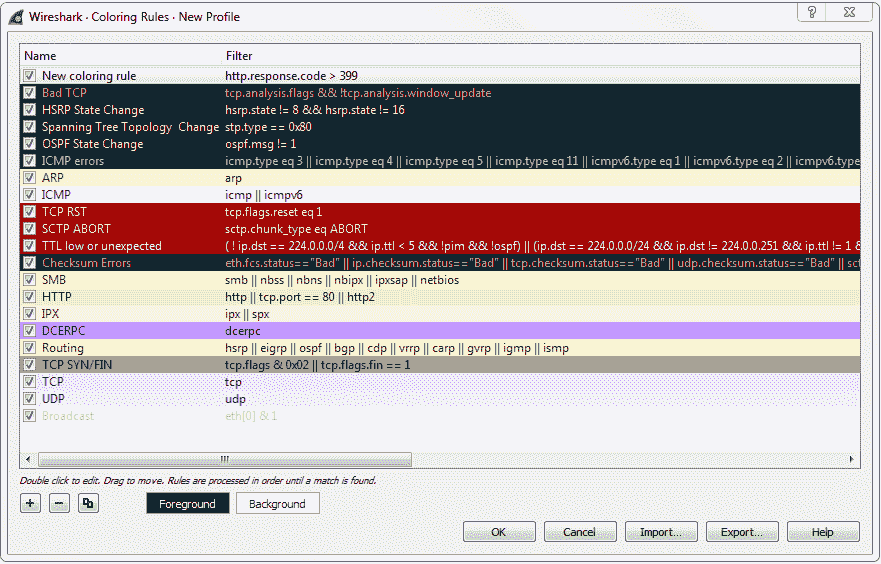 Wireshark · Coloring Rules · New Profile
Name Filter
New coloring rule http.response.code > 399
Bad TCP tcp.analysis.flags && !tcp.analysis.window_update
HSRP State Change hsrp.state != 8 && hsrp.state != 16
Spanning Tree Topology Change stp.type == 0x80
OSPF State Change ospf.msg != 1
ICMP errors icmp.type eq 3 || icmp.type eq 4 || icmp.type eq 5 || icmp.type eq 11 || icmpv6.type eq 1 || icmpv6.type eq 2 || icmpv6.type
ARP arp
ICMP icmp || icmpv6
TCP RST tcp.flags.reset eq 1
SCTP ABORT sctp.chunk_type eq ABORT
TTL low or unexpected ( ! ip.dst == 224.0.0.0/4 && ip.ttl < 5 && !pim && !ospf) || (ip.dst == 224.0.0.0/24 && ip.dst != 224.0.0.251 && ip.ttl != 1 &
Checksum Errors eth.fcs.status=="Bad" || ip.checksum.status=="Bad" || tcp.checksum.status=="Bad" || udp.checksum.status=="Bad" || sct
SMB smb || nbss || nbns || nbipx || ipxsap || netbios
HTTP http || tcp.port == 80 || http2
IPX ipx || spx
DCERPC dcerpc
Routing hsrp || eigrp || ospf || bgp || cdp || vrrp || carp || gvrp || igmp || ismp
TCP SYN/FIN tcp.flags & 0x02 || tcp.flags.fin == 1
TCP tcp
UDP udp
Broadcast eth[0] & 1
Double click to edit. Drag to move. Rules are processed in order until a match is found.
Foreground Background
OK Cancel Import... Export... Help